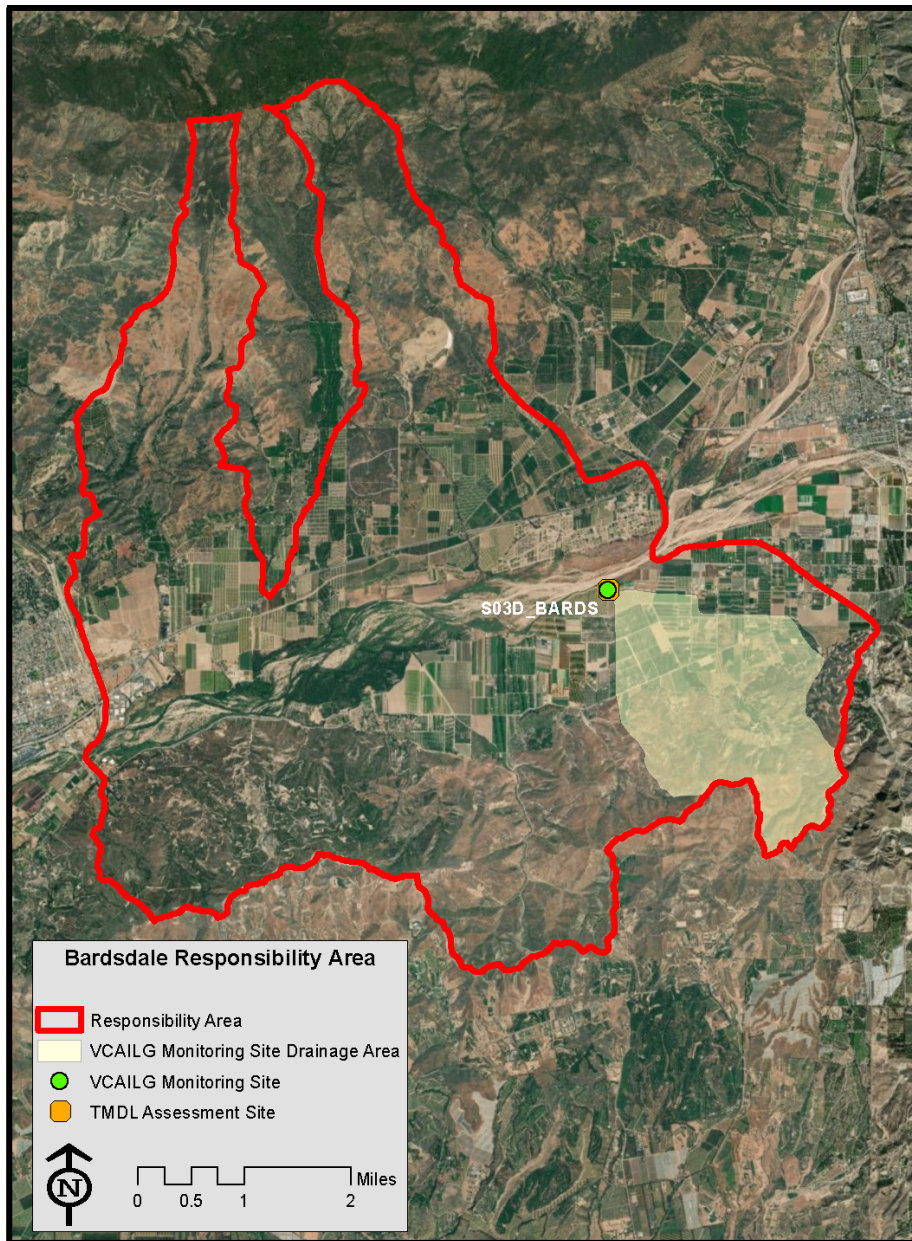 S03D_BARDS
Bardsdale Responsibility Area
Responsibility Area
VCAILG Monitoring Site Drainage Area
VCAILG Monitoring Site
TMDL Assessment Site
N
Miles
0 0.5 1 2